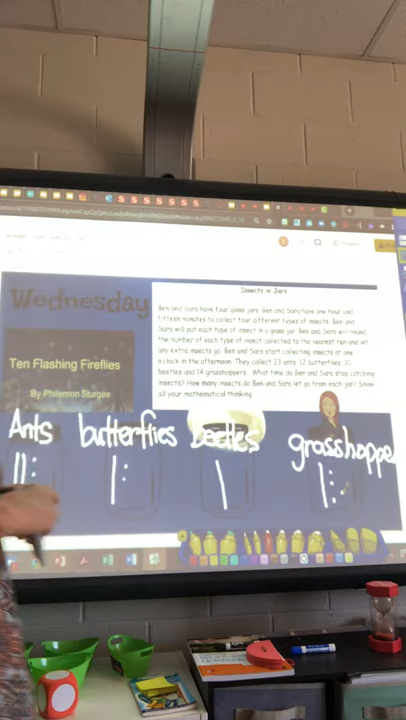 Wednesday
Insects in Jars
Ben and Sara have four glass jars. Ben and Sara have one hour and
fifteen minutes to collect four different types of insects. Ben and
Sara will put each type of insect in a glass jar. Ben and Sara will round
the number of each type of insect collected to the nearest ten and let
any extra insects go. Ben and Sara start collecting insects at one
o'clock in the afternoon. They collect 23 ants, 12 butterflies, 10
beetles and 14 grasshoppers. What time do Ben and Sara stop catching
insects? How many insects do Ben and Sara let go from each jar? Show
all your mathematical thinking.
Ten Flashing Fireflies
By Philemon Sturges
Ants butterflies beetles grasshoppe